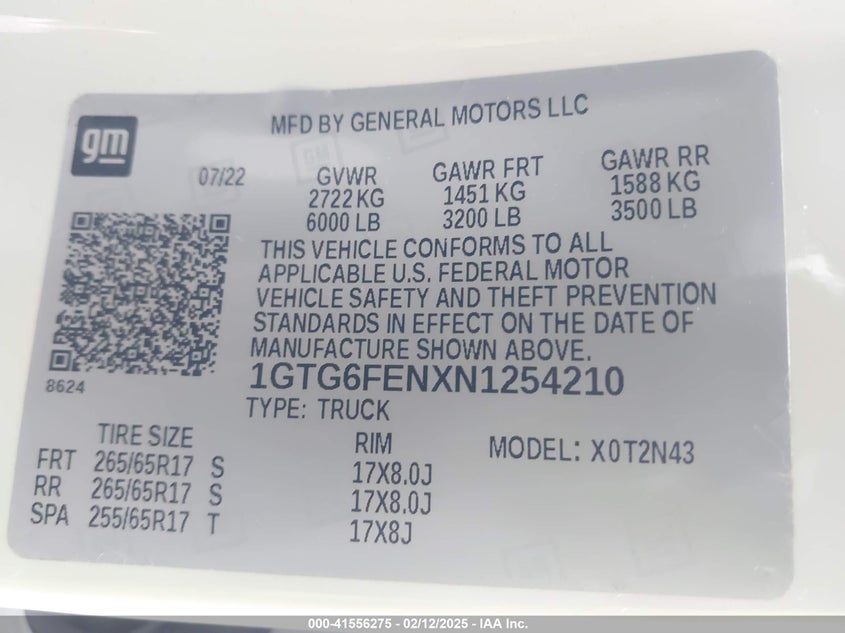 gm
MFD BY GENERAL MOTORS LLC
07/22 GVWR GAWR FRT GAWR RR
2722 KG 1451 KG 1588 KG
6000 LB 3200 LB 3500 LB
THIS VEHICLE CONFORMS TO ALL
APPLICABLE U.S. FEDERAL MOTOR
VEHICLE SAFETY AND THEFT PREVENTION
STANDARDS IN EFFECT ON THE DATE OF
MANUFACTURE SHOWN ABOVE.
8624
1GTG6FENXN1254210
TYPE: TRUCK
TIRE SIZE RIM MODEL: X0T2N43
FRT 265/65R17 S 17X8.0J
RR 265/65R17 S 17X8.0J
SPA 255/65R17 T 17X8J
000-41556275 — 02/12/2025 — IAA Inc.